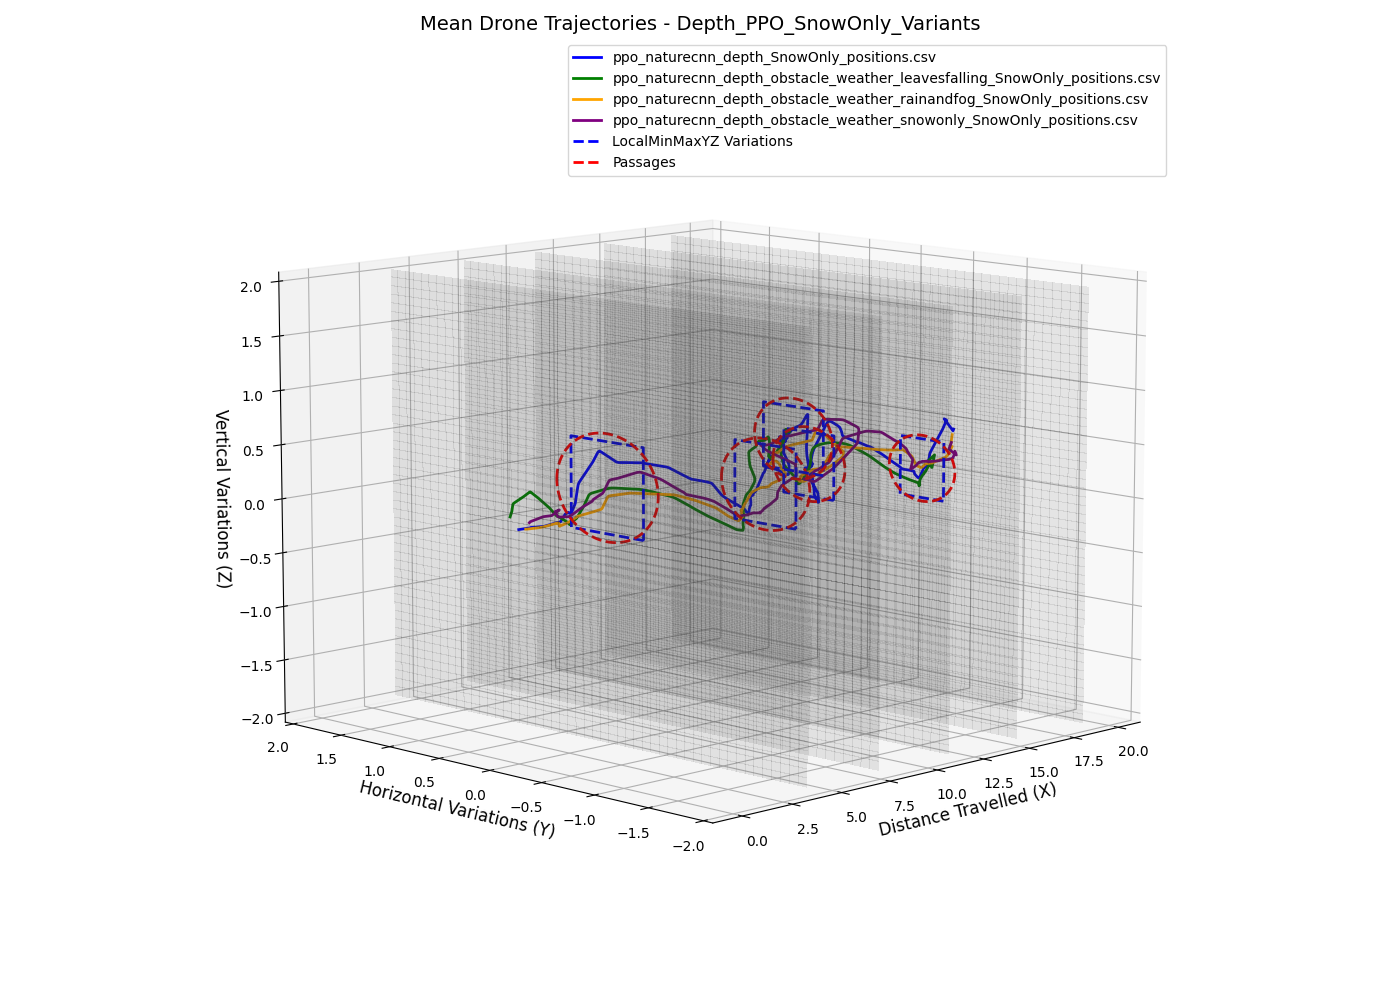 Mean Drone Trajectories - Depth_PPO_SnowOnly_Variants
ppo_naturecnn_depth_SnowOnly_positions.csv
ppo_naturecnn_depth_obstacle_weather_leavesfalling_SnowOnly_positions.csv
ppo_naturecnn_depth_obstacle_weather_rainandfog_SnowOnly_positions.csv
ppo_naturecnn_depth_obstacle_weather_snowonly_SnowOnly_positions.csv
LocalMinMaxYZ Variations
Passages
2.0
1.5
1.0
0.5
0.0
−0.5
−1.0
−1.5
−2.0
Vertical Variations (Z)
2.0
1.5
1.0
0.5
0.0
−0.5
−1.0
−1.5
−2.0
Horizontal Variations (Y)
0.0
2.5
5.0
7.5
10.0
12.5
15.0
17.5
20.0
Distance Travelled (X)